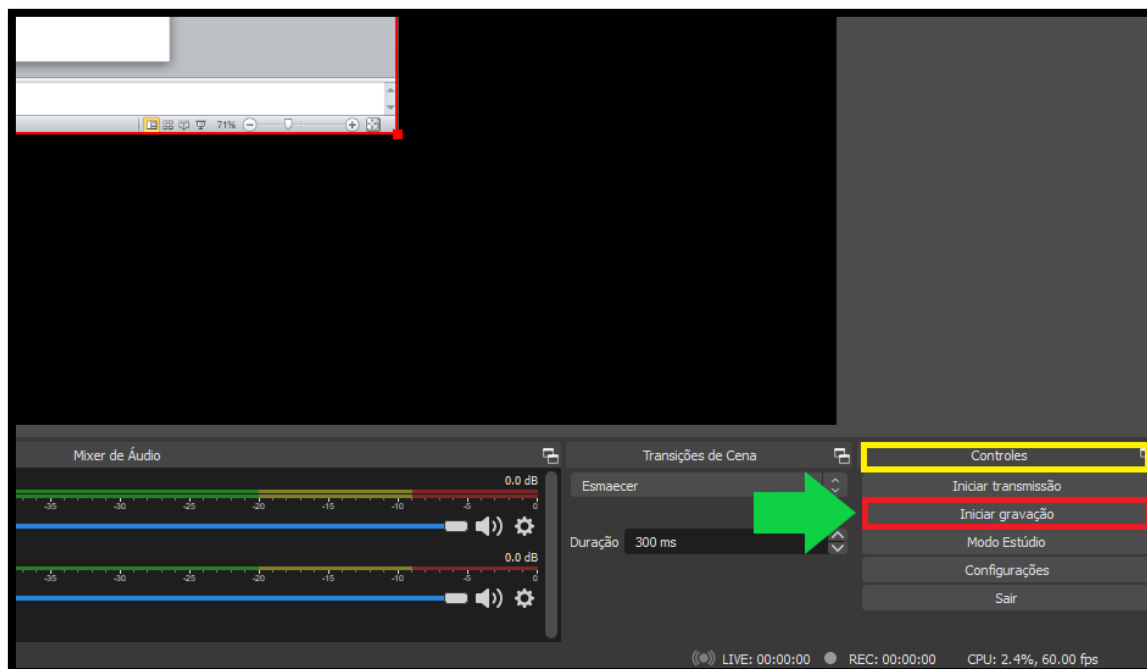 71%
Mixer de Áudio
0.0 dB
-35 -30 -25 -20 -15 -10 -5 0
0.0 dB
-35 -30 -25 -20 -15 -10 -5 0
Transições de Cena
Esmaecer
Duração 300 ms
Controles
Iniciar transmissão
Iniciar gravação
Modo Estúdio
Configurações
Sair
LIVE: 00:00:00 REC: 00:00:00 CPU: 2.4%, 60.00 fps